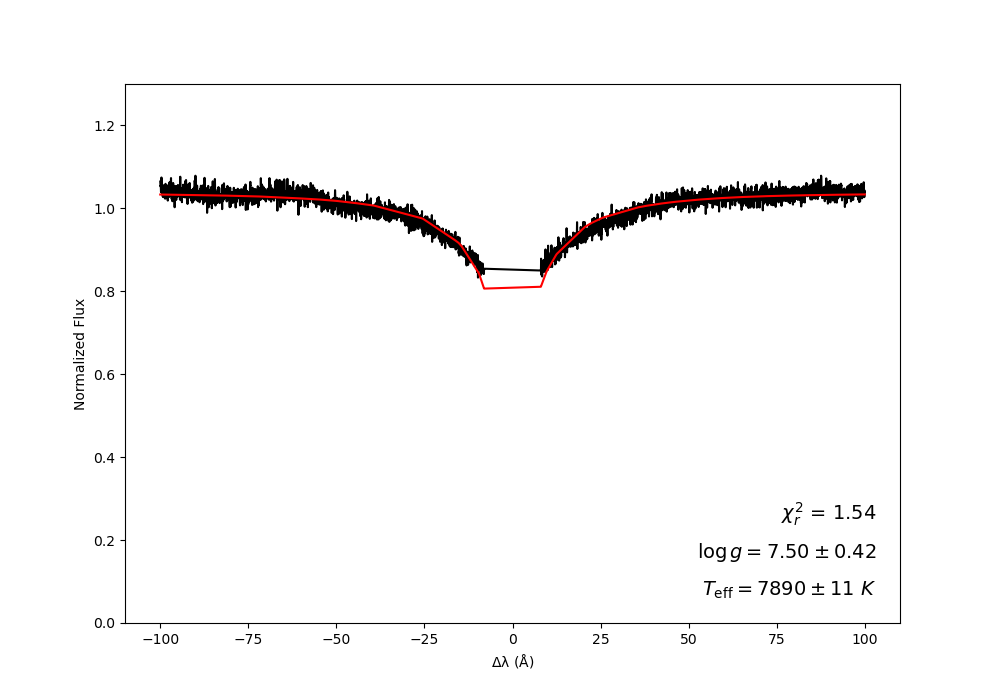 1.2
1.0
0.8
0.6
0.4
0.2
0.0
Normalized Flux
χ²ᵣ = 1.54
log g = 7.50 ± 0.42
T_eff = 7890 ± 11 K
−100 −75 −50 −25 0 25 50 75 100
Δλ (Å)